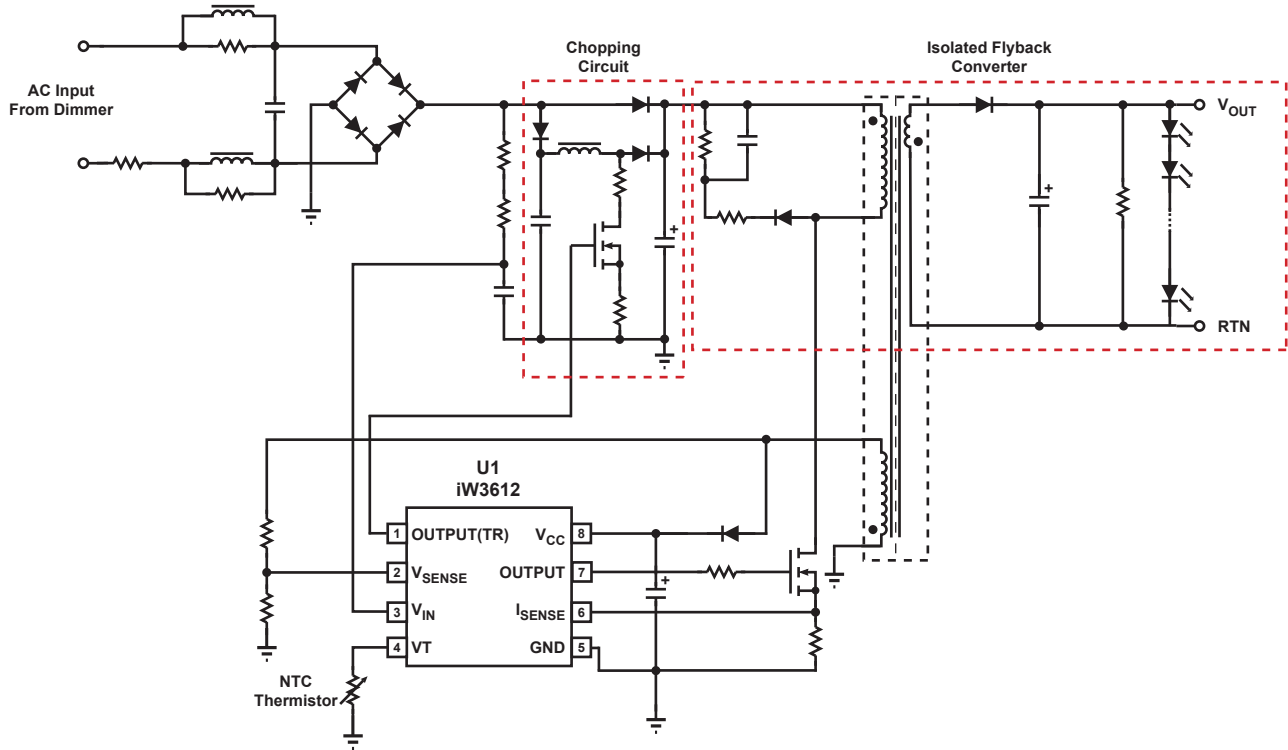 Chopping
Circuit
Isolated Flyback
Converter
AC Input
From Dimmer
+
+
VOUT
RTN
U1
iW3612
1 OUTPUT(TR)
VCC 8
2 VSENSE
OUTPUT 7
3 VIN
ISENSE 6
4 VT
GND 5
+
NTC
Thermistor